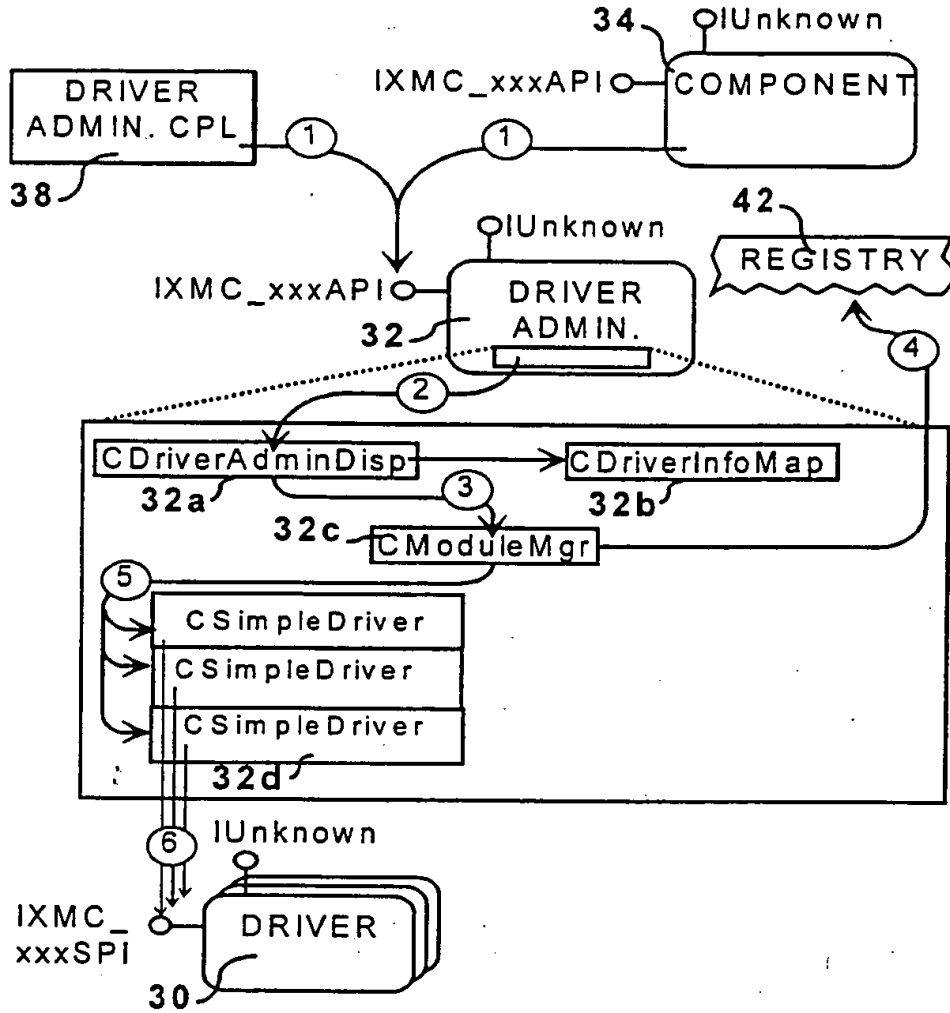 34
IUnknown
IXMC_xxxAPI
COMPONENT
DRIVER
ADMIN. CPL
1
1
38
42
IUnknown
REGISTRY
IXMC_xxxAPI
DRIVER
ADMIN.
32
4
2
CDriverAdminDisp
CDriverInfoMap
32a
3
32b
32c
CModuleMgr
5
CSimpleDriver
CSimpleDriver
CSimpleDriver
32d
6
IUnknown
IXMC_
xxxSPI
DRIVER
30